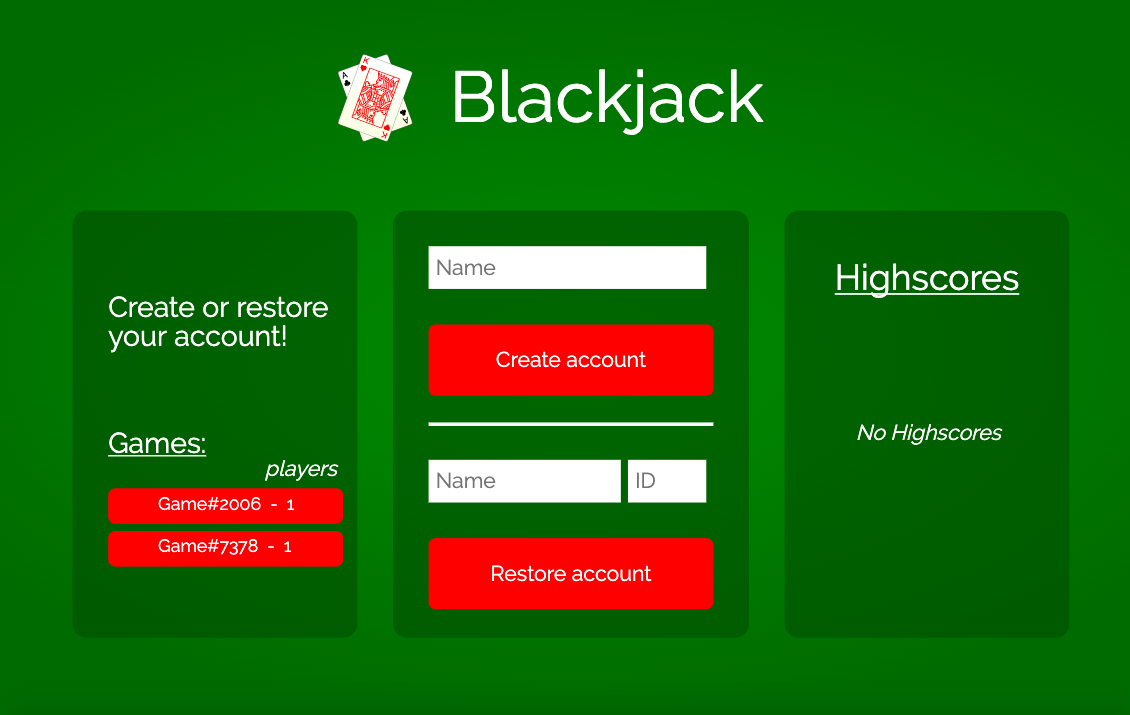 Blackjack
Create or restore
your account!
Games:
players
Game#2006 - 1
Game#7378 - 1
Name
Create account
Name
ID
Restore account
Highscores
No Highscores
K
A
A
K